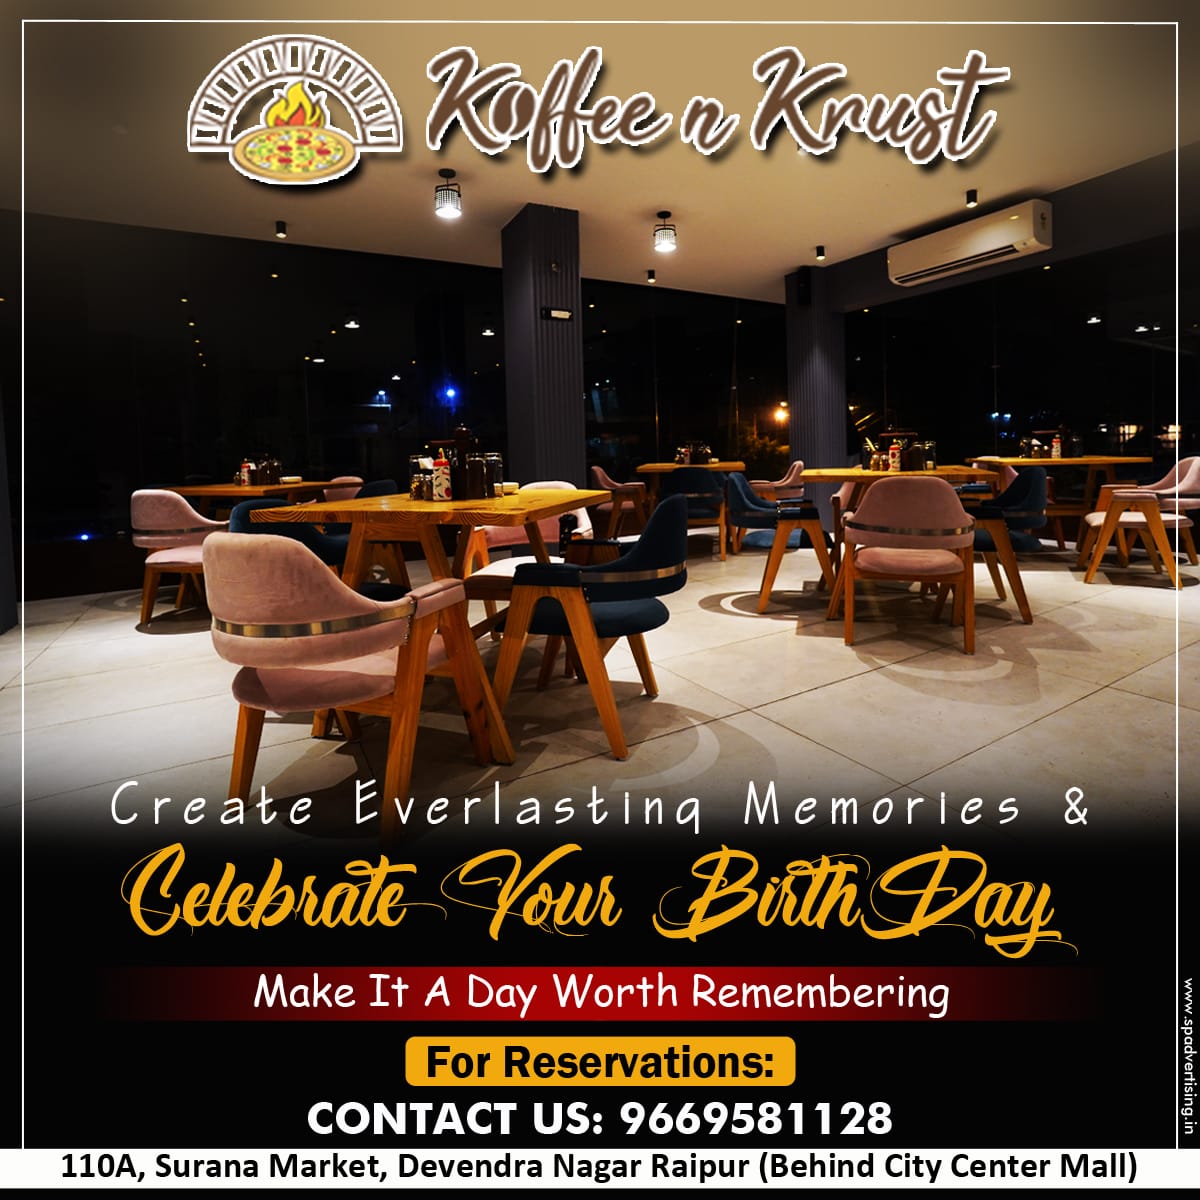 Koffee n Krust
Create Everlasting Memories &
Celebrate Your BirthDay
Make It A Day Worth Remembering
For Reservations:
CONTACT US: 9669581128
110A, Surana Market, Devendra Nagar Raipur (Behind City Center Mall)
www.spadvertising.in